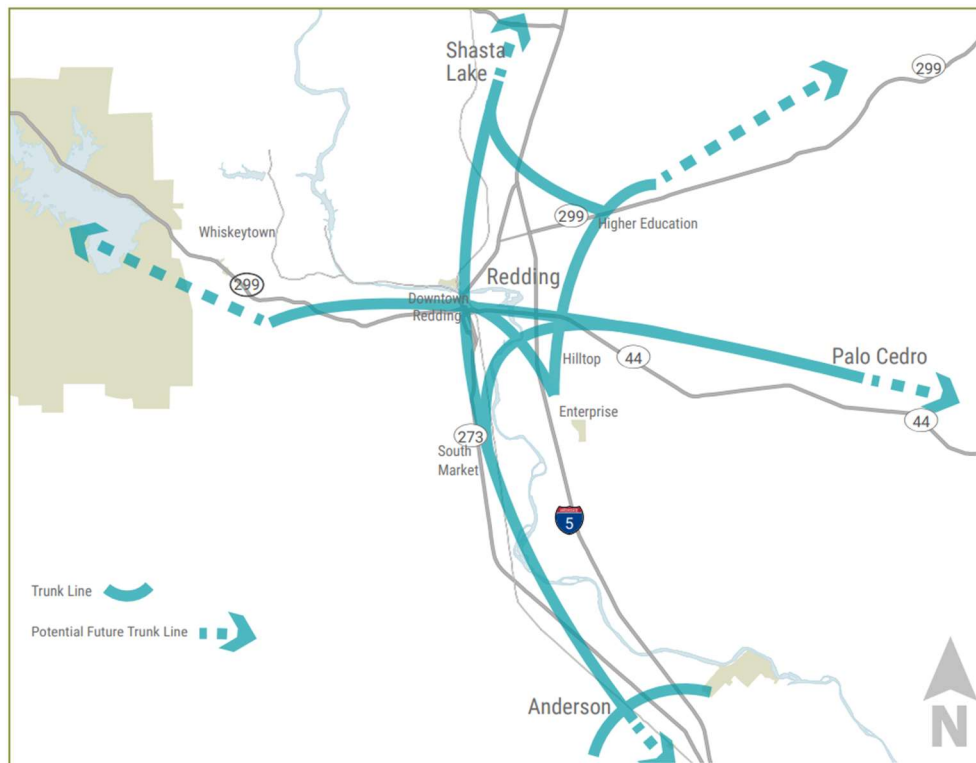 Shasta
Lake
299
299
Higher Education
Whiskeytown
299
Redding
Downtown
Redding
Hilltop
44
Palo Cedro
Enterprise
44
273
South
Market
INTERSTATE
5
Trunk Line
Potential Future Trunk Line
Anderson
N